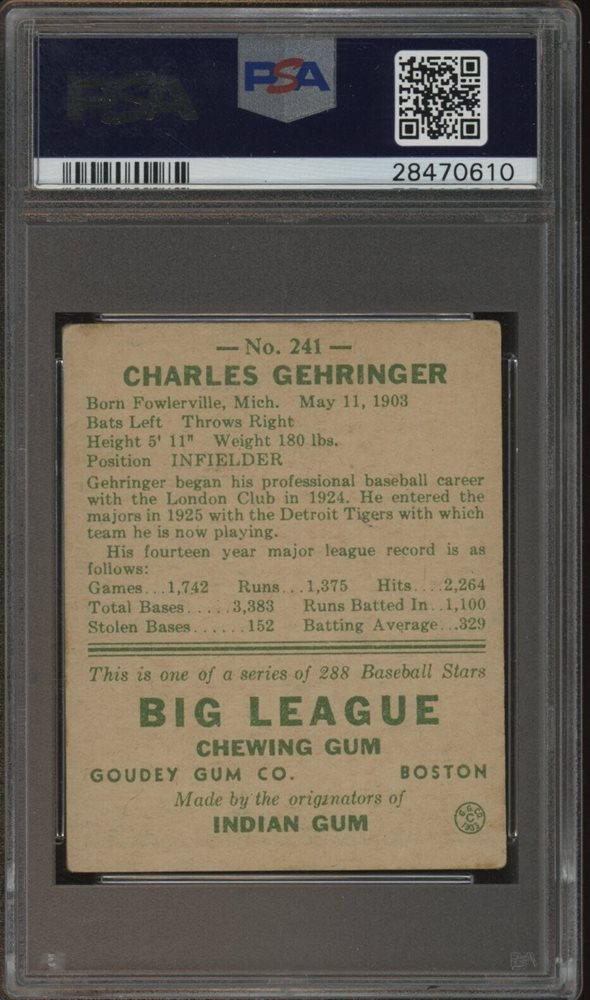 PSA
PSA
28470610
— No. 241 —
CHARLES GEHRINGER
Born Fowlerville, Mich. May 11, 1903
Bats Left Throws Right
Height 5' 11" Weight 180 lbs.
Position INFIELDER
Gehringer began his professional baseball career
with the London Club in 1924. He entered the
majors in 1925 with the Detroit Tigers with which
team he is now playing.
His fourteen year major league record is as
follows:
Games...1,742 Runs...1,375 Hits....2,264
Total Bases.....3,383 Runs Batted In..1,100
Stolen Bases......152 Batting Average...329
This is one of a series of 288 Baseball Stars
BIG LEAGUE
CHEWING GUM
GOUDEY GUM CO. BOSTON
Made by the originators of
INDIAN GUM
G.G.CO.
C
1933
PSA